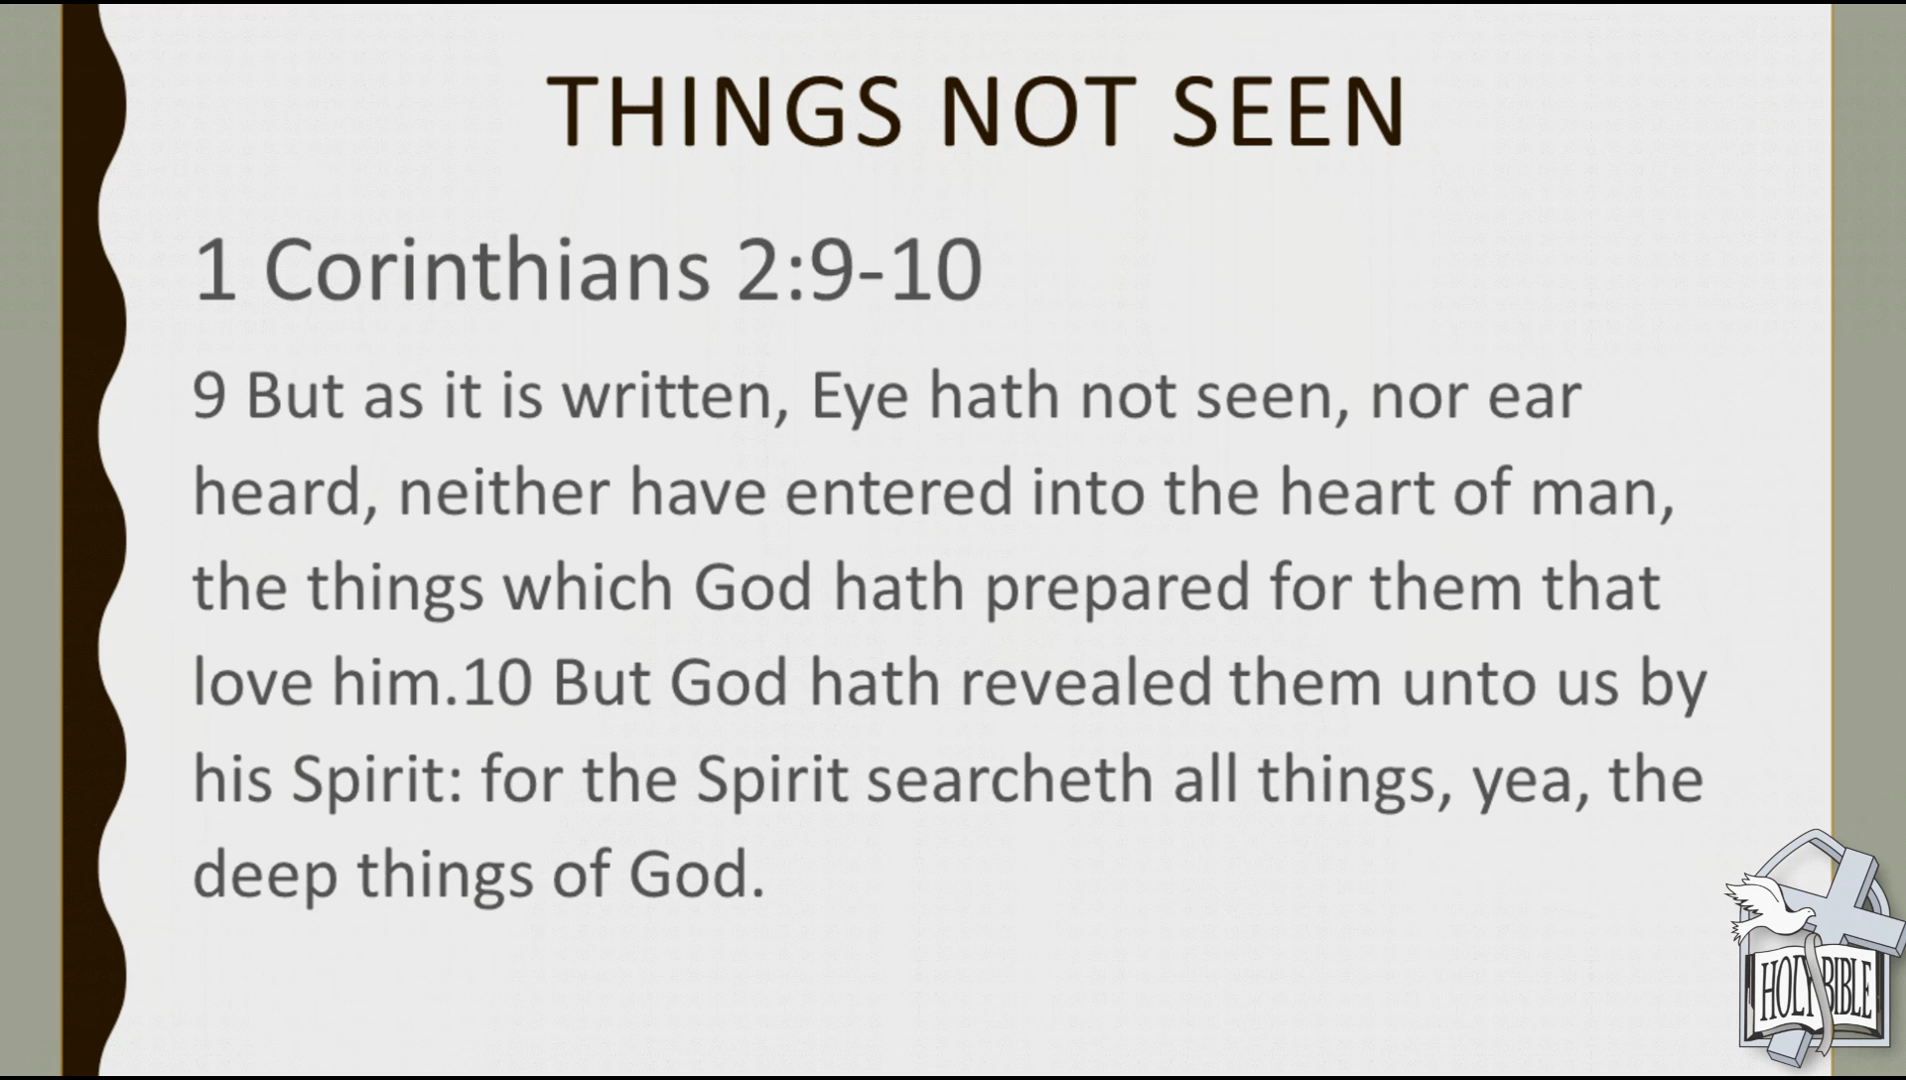 THINGS NOT SEEN
1 Corinthians 2:9-10
9 But as it is written, Eye hath not seen, nor ear
heard, neither have entered into the heart of man,
the things which God hath prepared for them that
love him.10 But God hath revealed them unto us by
his Spirit: for the Spirit searcheth all things, yea, the
deep things of God.
HOLY BIBLE